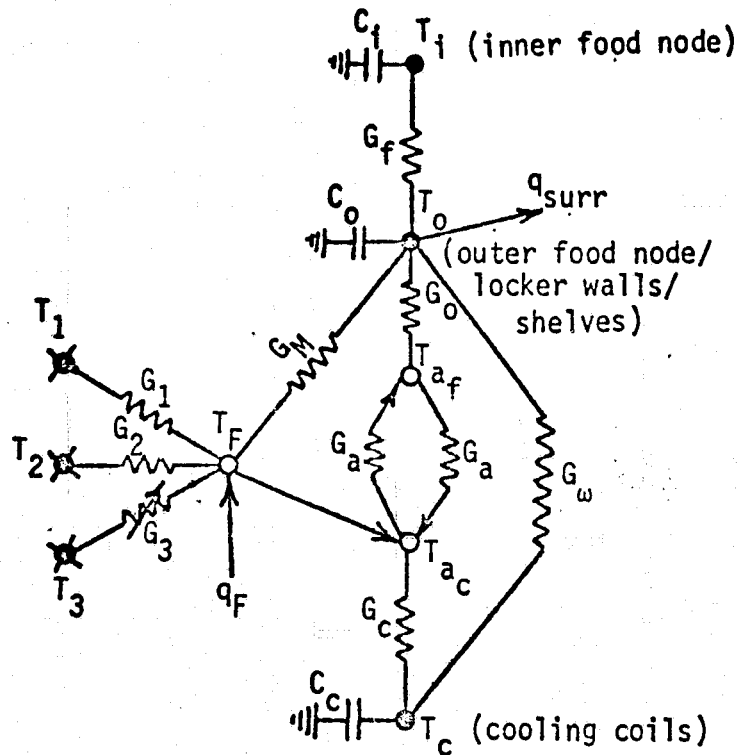 C_i T_i (inner food node)
G_f
q_surr
C_o T_o
(outer food node/
locker walls/
shelves)
G_o
T_1
G_M
T_a_f
G_1
T_F
G_2
T_2
G_a G_a
G_ω
G_3
T_3
q_F
T_a_c
G_c
C_c
T_c (cooling coils)